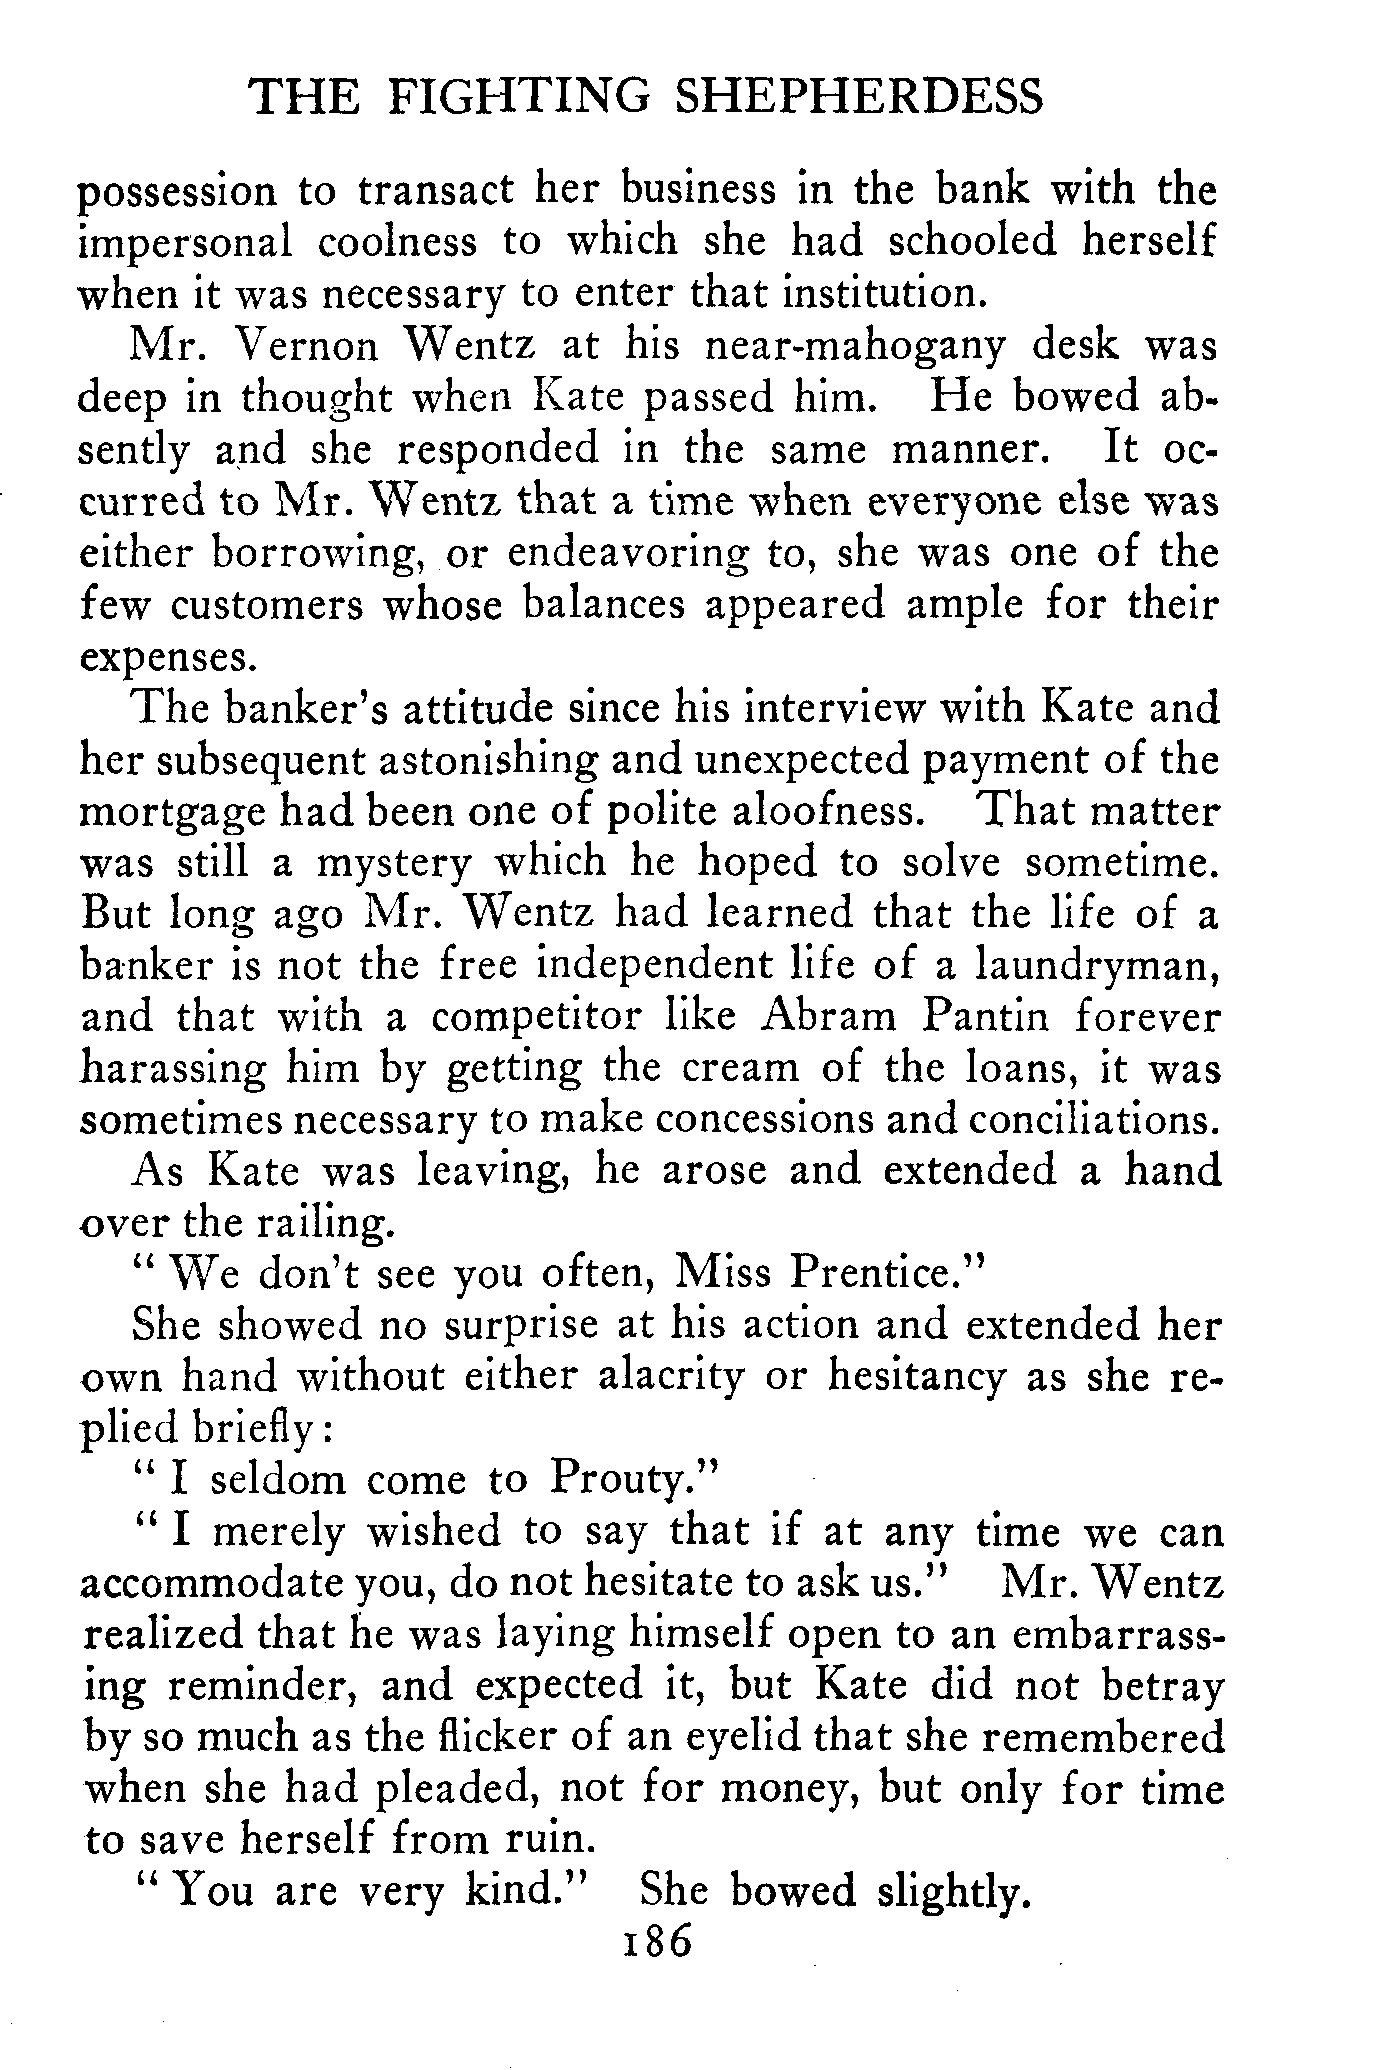 THE FIGHTING SHEPHERDESS
possession to transact her business in the bank with the
impersonal coolness to which she had schooled herself
when it was necessary to enter that institution.
Mr. Vernon Wentz at his near-mahogany desk was
deep in thought when Kate passed him. He bowed ab-
sently and she responded in the same manner. It oc-
curred to Mr. Wentz that a time when everyone else was
either borrowing, or endeavoring to, she was one of the
few customers whose balances appeared ample for their
expenses.
The banker's attitude since his interview with Kate and
her subsequent astonishing and unexpected payment of the
mortgage had been one of polite aloofness. That matter
was still a mystery which he hoped to solve sometime.
But long ago Mr. Wentz had learned that the life of a
banker is not the free independent life of a laundryman,
and that with a competitor like Abram Pantin forever
harassing him by getting the cream of the loans, it was
sometimes necessary to make concessions and conciliations.
As Kate was leaving, he arose and extended a hand
over the railing.
" We don't see you often, Miss Prentice."
She showed no surprise at his action and extended her
own hand without either alacrity or hesitancy as she re-
plied briefly :
" I seldom come to Prouty."
" I merely wished to say that if at any time we can
accommodate you, do not hesitate to ask us." Mr. Wentz
realized that he was laying himself open to an embarrass-
ing reminder, and expected it, but Kate did not betray
by so much as the flicker of an eyelid that she remembered
when she had pleaded, not for money, but only for time
to save herself from ruin.
" You are very kind." She bowed slightly.
186